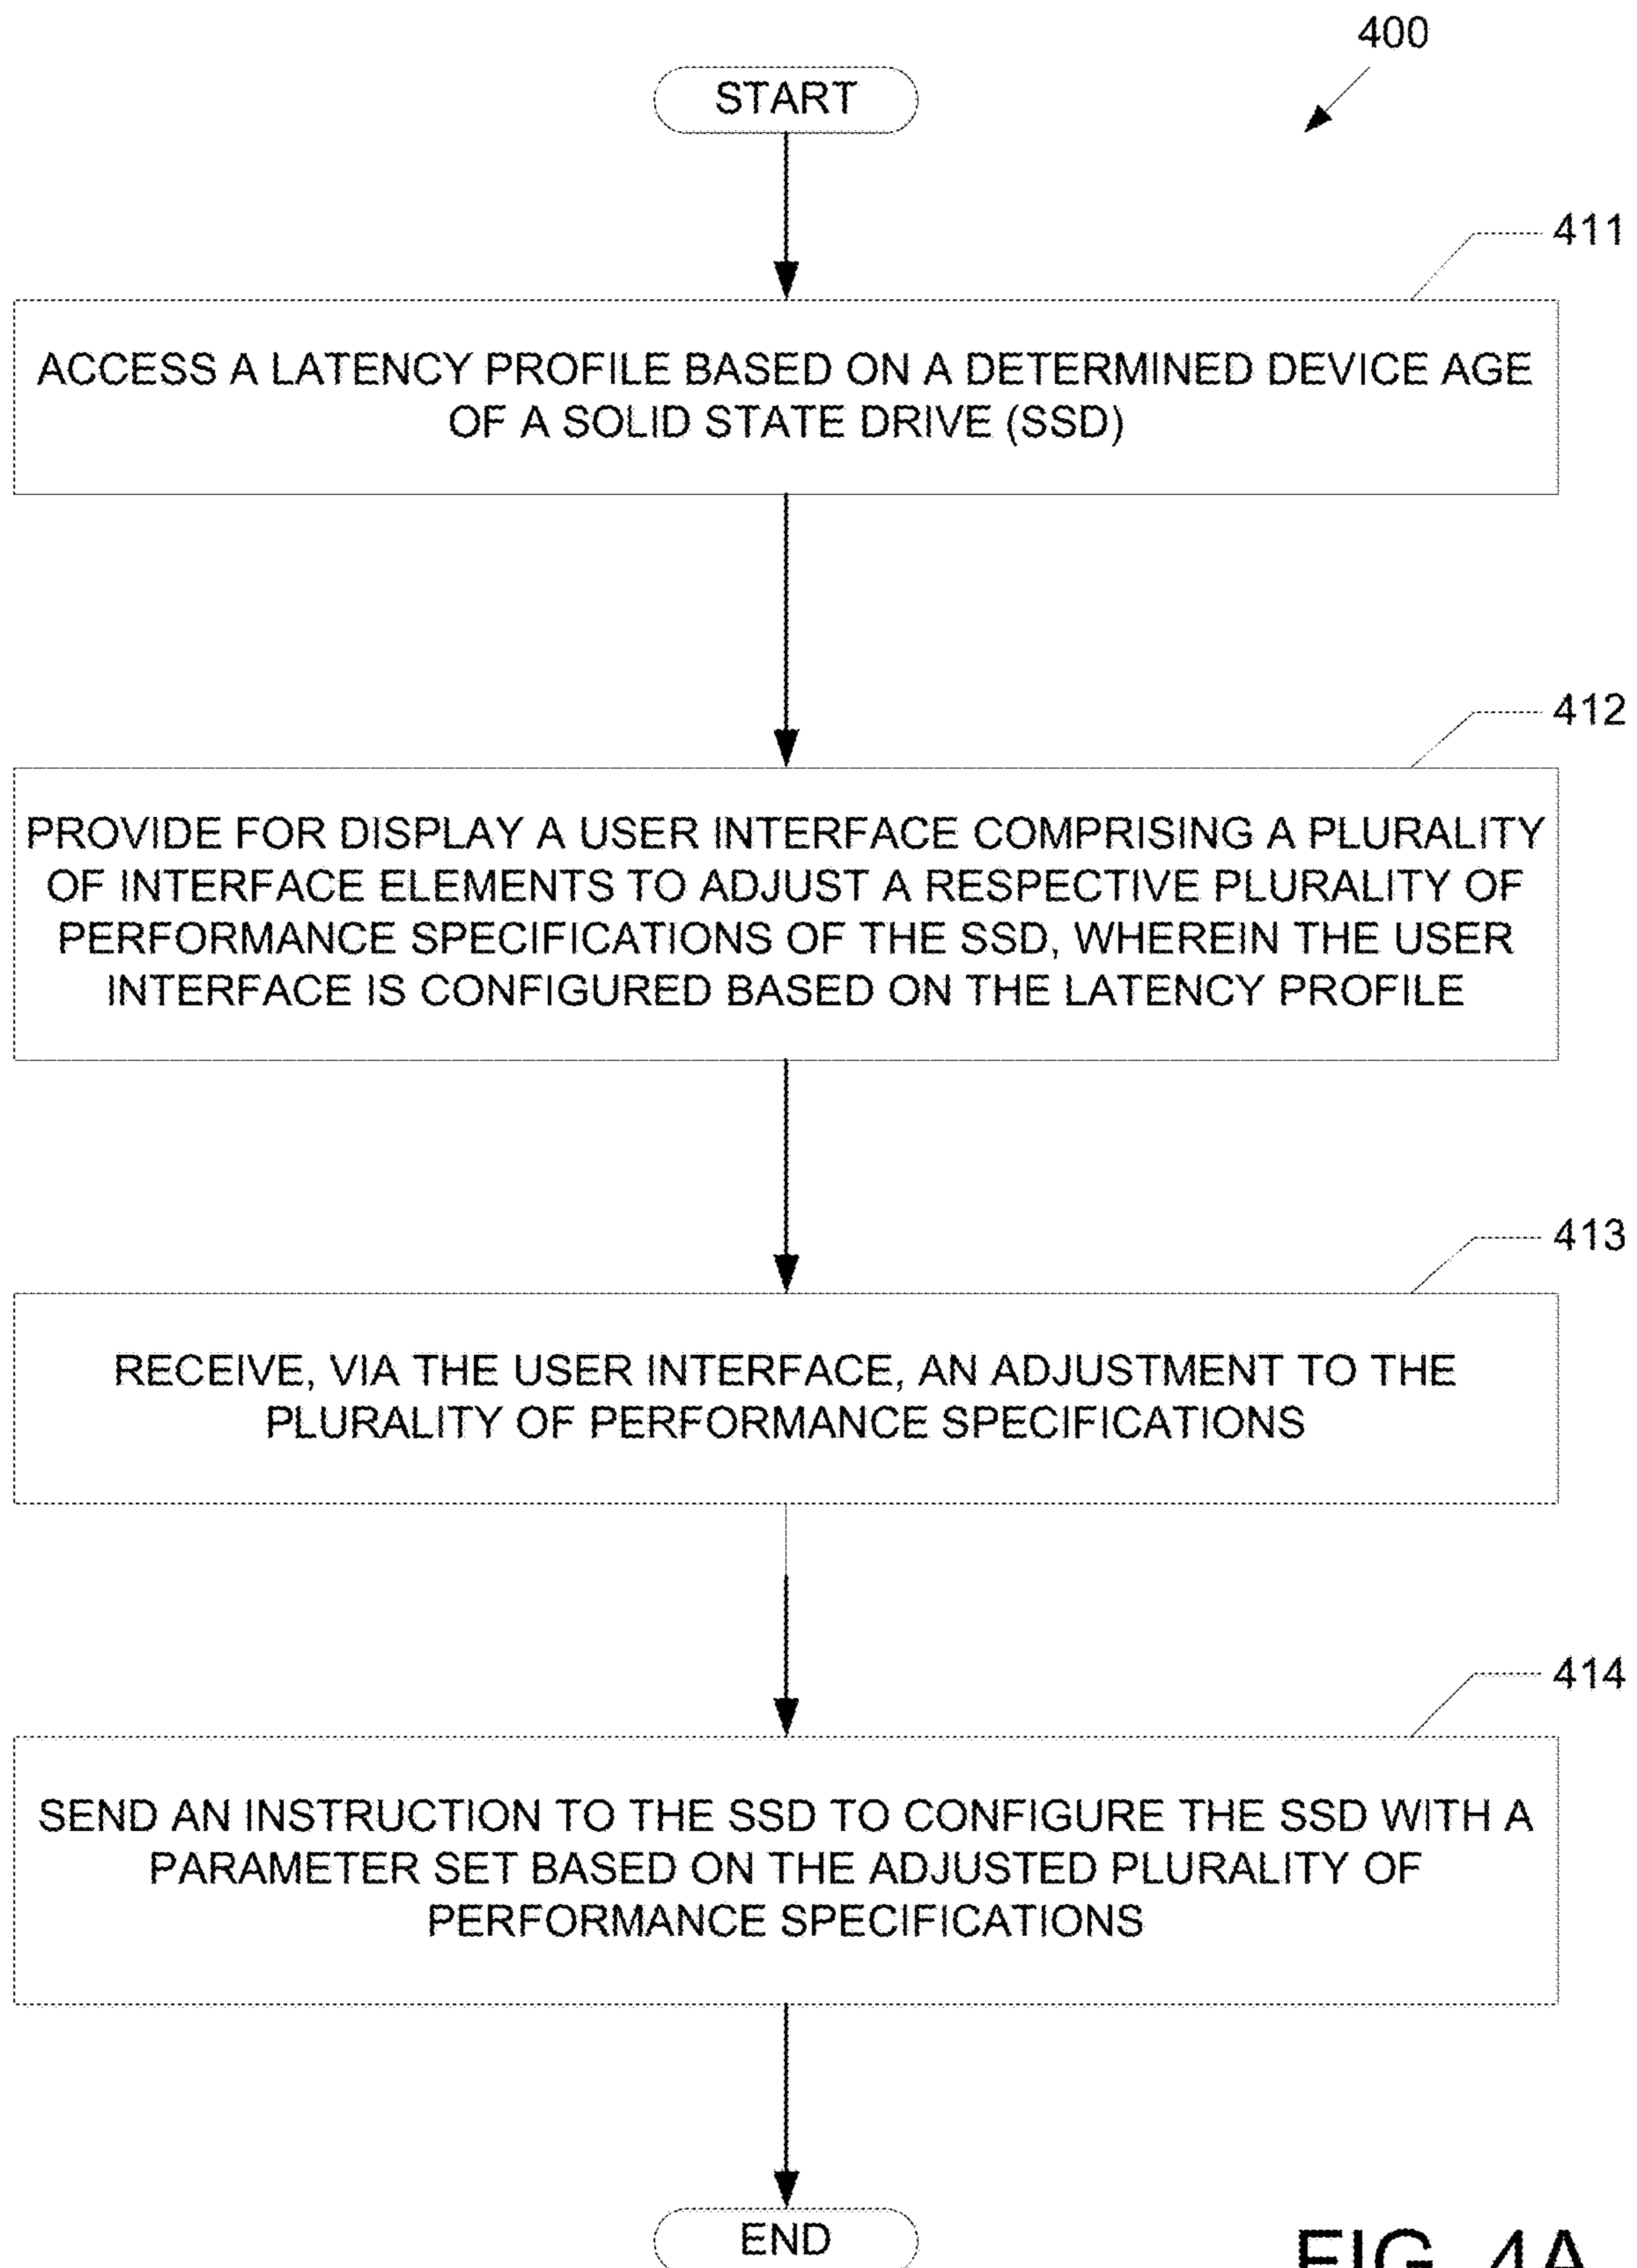 400
START
411
ACCESS A LATENCY PROFILE BASED ON A DETERMINED DEVICE AGE
OF A SOLID STATE DRIVE (SSD)
412
PROVIDE FOR DISPLAY A USER INTERFACE COMPRISING A PLURALITY
OF INTERFACE ELEMENTS TO ADJUST A RESPECTIVE PLURALITY OF
PERFORMANCE SPECIFICATIONS OF THE SSD, WHEREIN THE USER
INTERFACE IS CONFIGURED BASED ON THE LATENCY PROFILE
413
RECEIVE, VIA THE USER INTERFACE, AN ADJUSTMENT TO THE
PLURALITY OF PERFORMANCE SPECIFICATIONS
414
SEND AN INSTRUCTION TO THE SSD TO CONFIGURE THE SSD WITH A
PARAMETER SET BASED ON THE ADJUSTED PLURALITY OF
PERFORMANCE SPECIFICATIONS
END
FIG. 4A